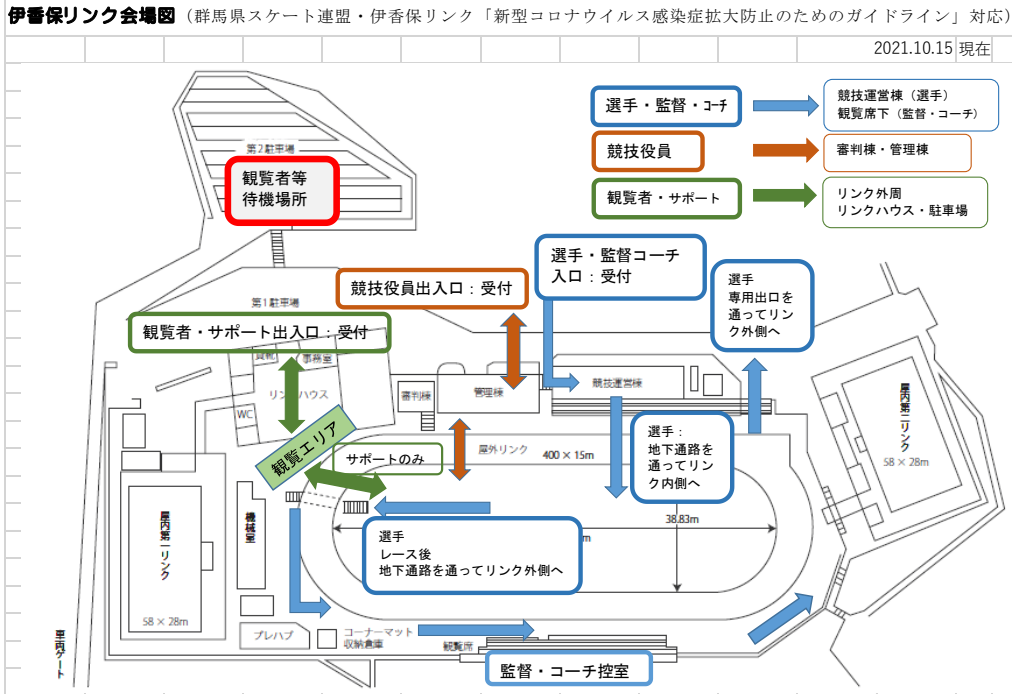 伊香保リンク会場図（群馬県スケート連盟・伊香保リンク「新型コロナウイルス感染症拡大防止のためのガイドライン」対応）
2021.10.15 現在
選手・監督・コーチ
競技運営棟（選手）
観覧席下（監督・コーチ）
競技役員
審判棟・管理棟
観覧者・サポート
リンク外周
リンクハウス・駐車場
第2駐車場
観覧者等
待機場所
選手・監督コーチ
入口：受付
選手
専用出口を
通ってリン
ク外側へ
競技役員出入口：受付
第1駐車場
観覧者・サポート出入口：受付
貸靴
事務室
リンクハウス
WC
審判棟
管理棟
競技運営棟
屋内第二リンク
58×28m
観覧エリア
サポートのみ
屋外リンク
400×15m
選手：
地下通路を
通ってリン
ク内側へ
38.83m
m
選手
レース後
地下通路を通ってリンク外側へ
屋内第一リンク
58×28m
機械室
プレハブ
コーナーマット
収納倉庫
観覧席
監督・コーチ控室
車両ゲート